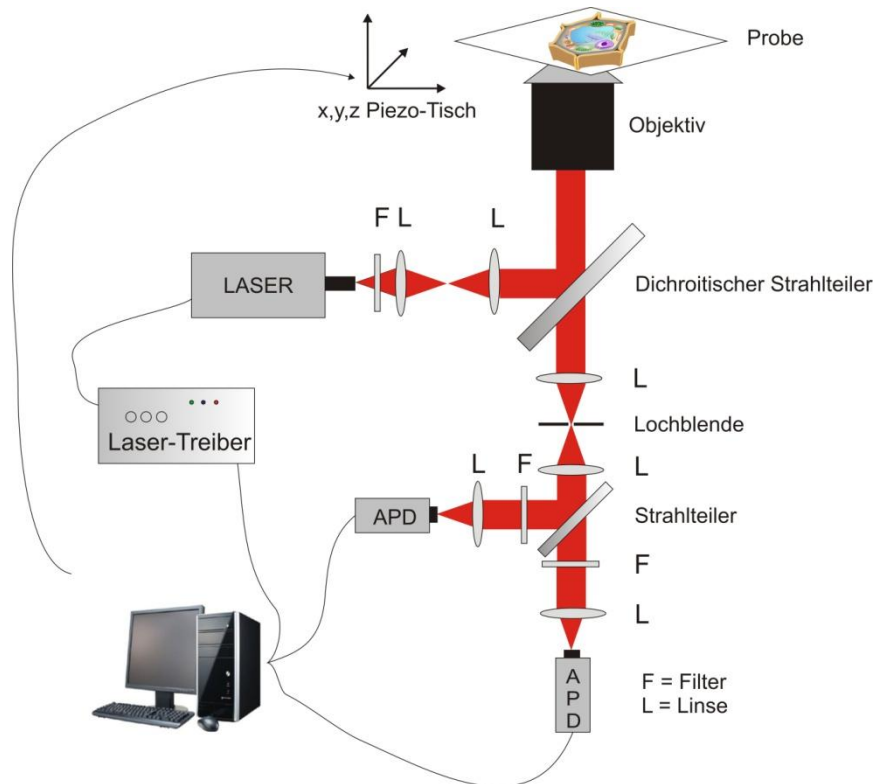 Probe
x,y,z Piezo-Tisch
Objektiv
F L
L
LASER
Dichroitischer Strahlteiler
L
Lochblende
Laser-Treiber
L
L
F
APD
Strahlteiler
F
L
A
P
D
F = Filter
L = Linse